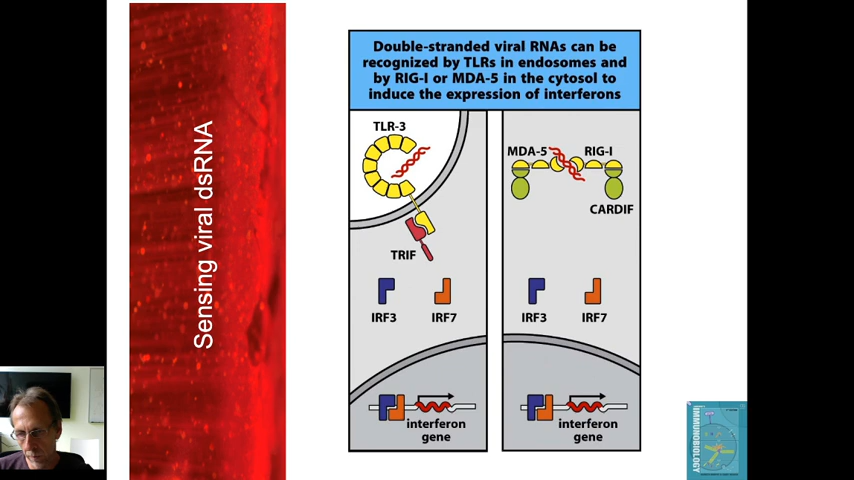 Sensing viral dsRNA
Double-stranded viral RNAs can be
recognized by TLRs in endosomes and
by RIG-I or MDA-5 in the cytosol to
induce the expression of interferons
TLR-3
TRIF
IRF3
IRF7
interferon
gene
MDA-5
RIG-I
CARDIF
IRF3
IRF7
interferon
gene
IMMUNOBIOLOGY